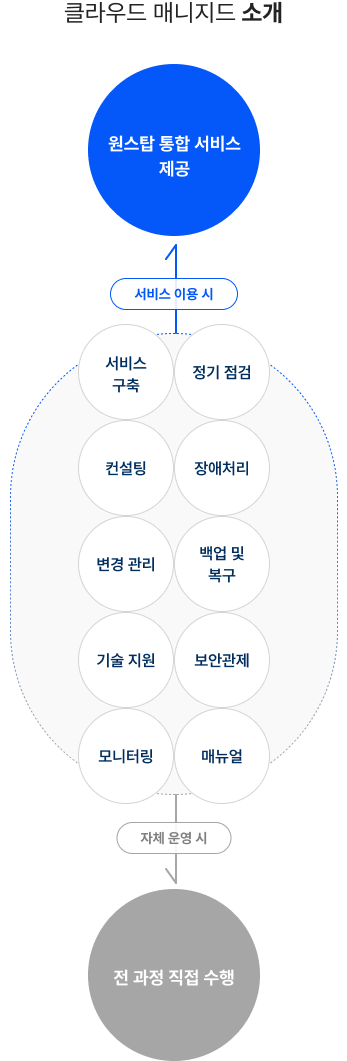 클라우드 매니지드 소개
원스탑 통합 서비스
제공
서비스 이용 시
서비스
구축
정기 점검
컨설팅
장애처리
변경 관리
백업 및
복구
기술 지원
보안관제
모니터링
매뉴얼
자체 운영 시
전 과정 직접 수행